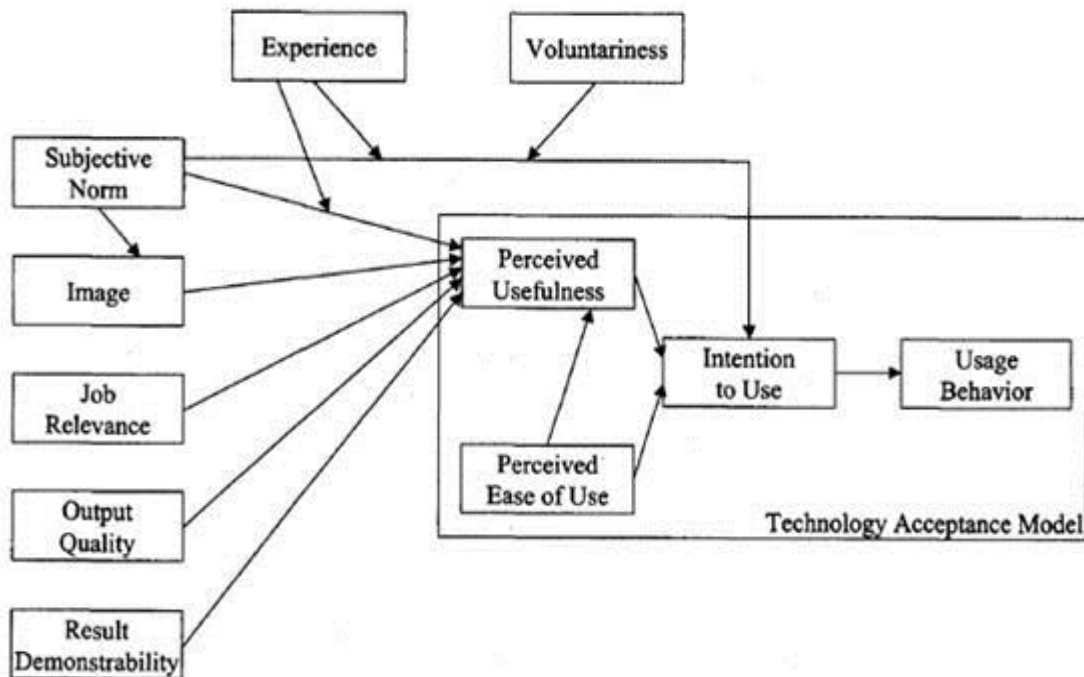 Experience
Voluntariness
Subjective
Norm
Image
Perceived
Usefulness
Job
Relevance
Intention
to Use
Usage
Behavior
Perceived
Ease of Use
Output
Quality
Technology Acceptance Model
Result
Demonstrability